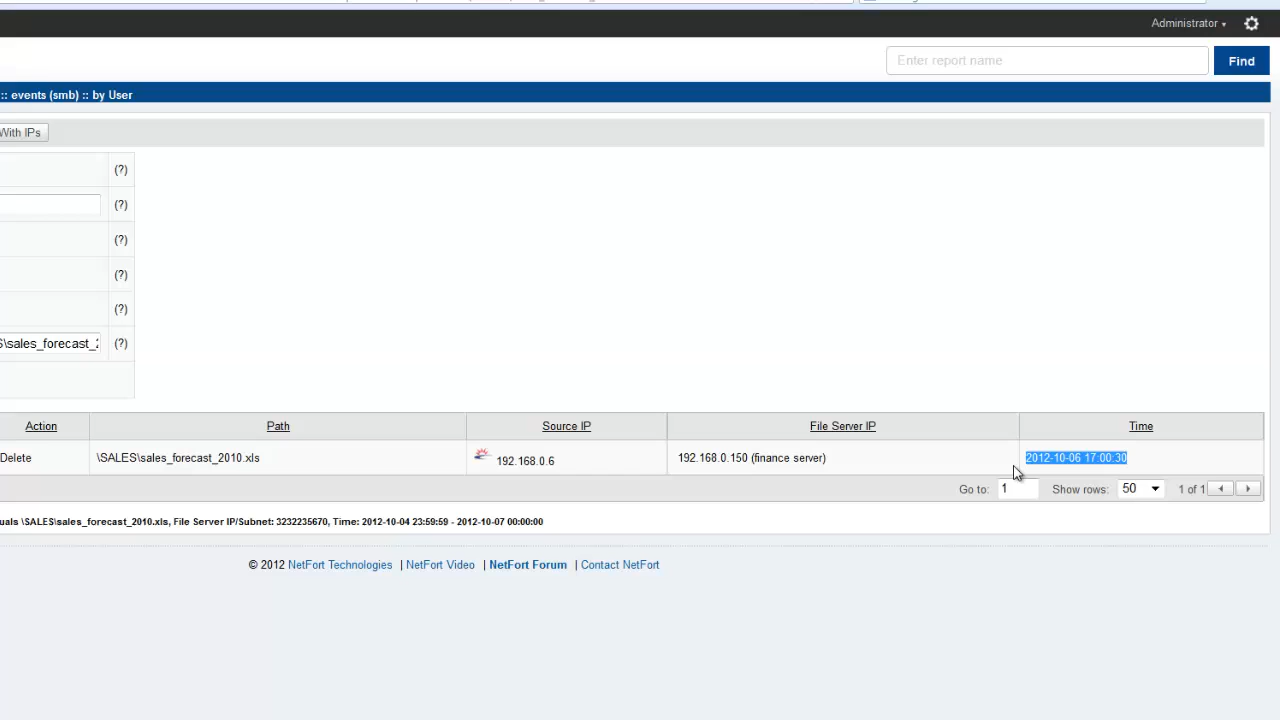 Administrator
Enter report name
Find
:: events (smb) :: by User
With IPs
(?)
(?)
(?)
(?)
(?)
\sales_forecast_2 (?)
Action Path Source IP File Server IP Time
Delete \SALES\sales_forecast_2010.xls 192.168.0.6 192.168.0.150 (finance server) 2012-10-06 17:00:30
Go to: 1 Show rows: 50 1 of 1
uals \SALES\sales_forecast_2010.xls, File Server IP/Subnet: 3232235670, Time: 2012-10-04 23:59:59 - 2012-10-07 00:00:00
© 2012 NetFort Technologies | NetFort Video | NetFort Forum | Contact NetFort